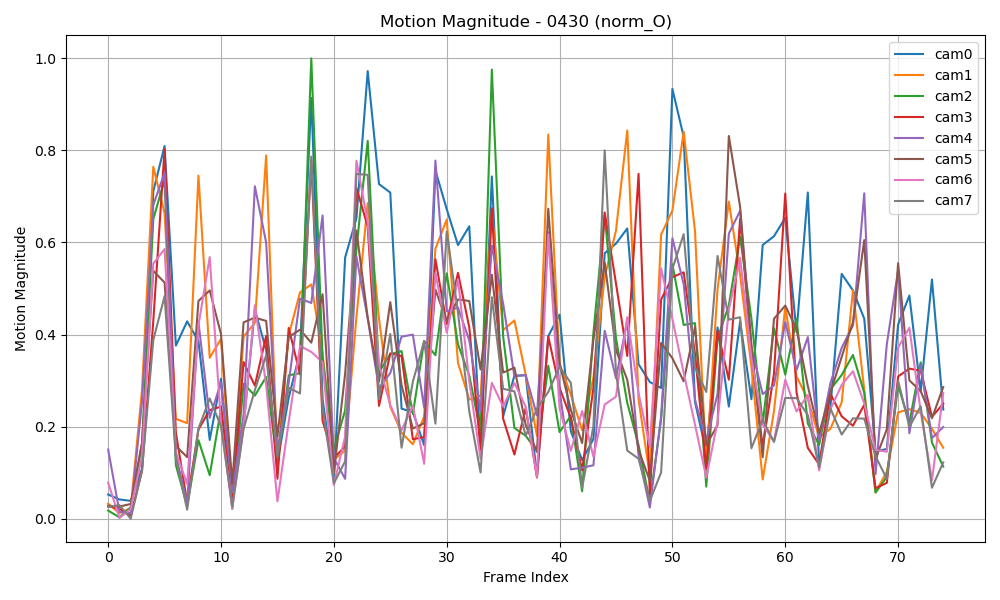 Motion Magnitude - 0430 (norm_O)
Motion Magnitude
1.0
0.8
0.6
0.4
0.2
0.0
0 10 20 30 40 50 60 70
Frame Index
cam0
cam1
cam2
cam3
cam4
cam5
cam6
cam7